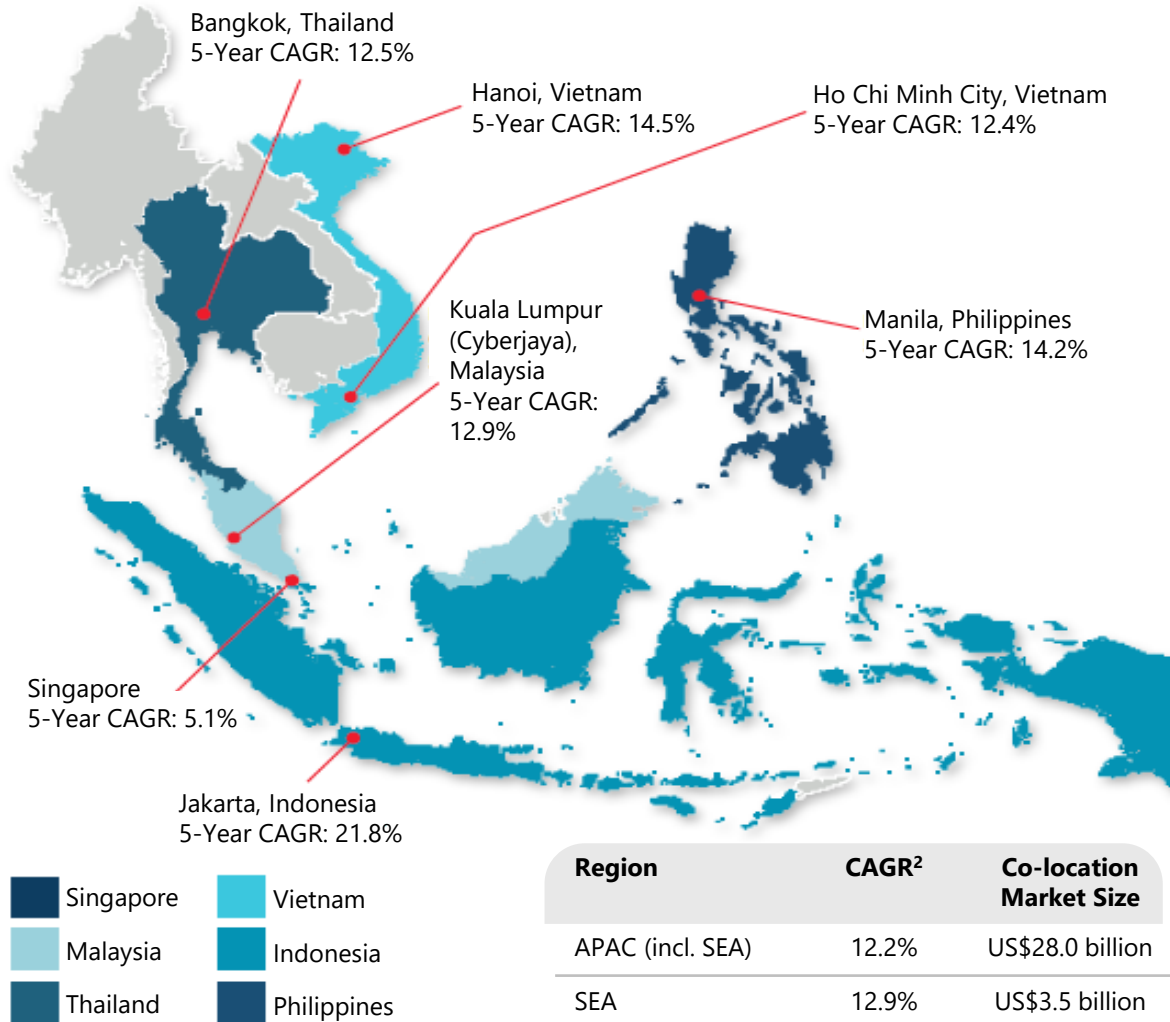 Bangkok, Thailand
5-Year CAGR: 12.5%
Hanoi, Vietnam
5-Year CAGR: 14.5%
Ho Chi Minh City, Vietnam
5-Year CAGR: 12.4%
Kuala Lumpur
(Cyberjaya),
Malaysia
5-Year CAGR:
12.9%
Manila, Philippines
5-Year CAGR: 14.2%
Singapore
5-Year CAGR: 5.1%
Jakarta, Indonesia
5-Year CAGR: 21.8%
Singapore
Vietnam
Malaysia
Indonesia
Thailand
Philippines
Region CAGR² Co-location
Market Size
APAC (incl. SEA) 12.2% US$28.0 billion
SEA 12.9% US$3.5 billion